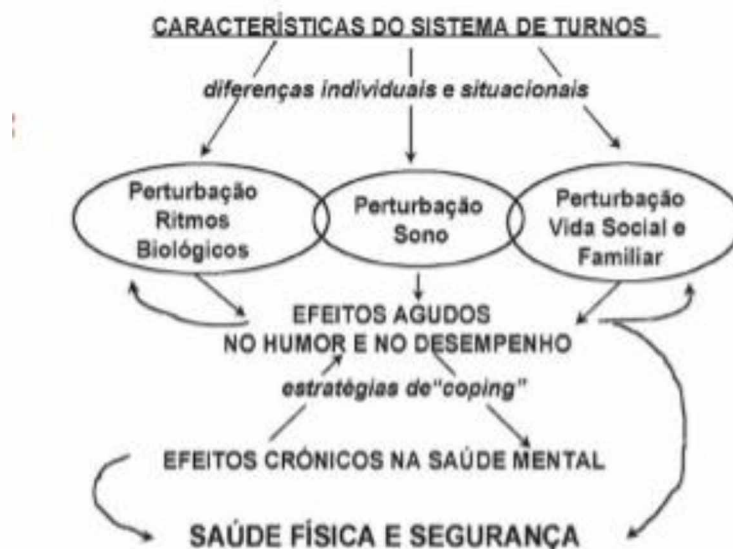 CARACTERÍSTICAS DO SISTEMA DE TURNOS
diferenças individuais e situacionais
Perturbação
Ritmos
Biológicos
Perturbação
Sono
Perturbação
Vida Social e
Familiar
EFEITOS AGUDOS
NO HUMOR E NO DESEMPENHO
estratégias de“coping”
EFEITOS CRÓNICOS NA SAÚDE MENTAL
SAÚDE FÍSICA E SEGURANÇA